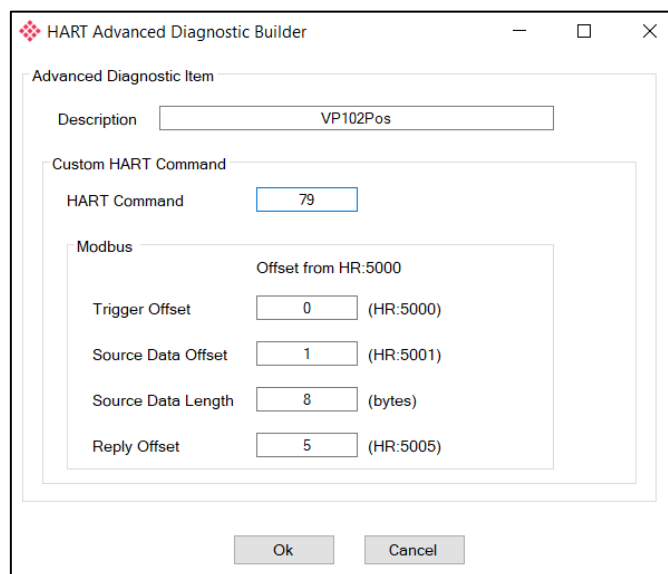 HART Advanced Diagnostic Builder
Advanced Diagnostic Item
Description VP102Pos
Custom HART Command
HART Command 79
Modbus
Offset from HR:5000
Trigger Offset 0 (HR:5000)
Source Data Offset 1 (HR:5001)
Source Data Length 8 (bytes)
Reply Offset 5 (HR:5005)
Ok Cancel